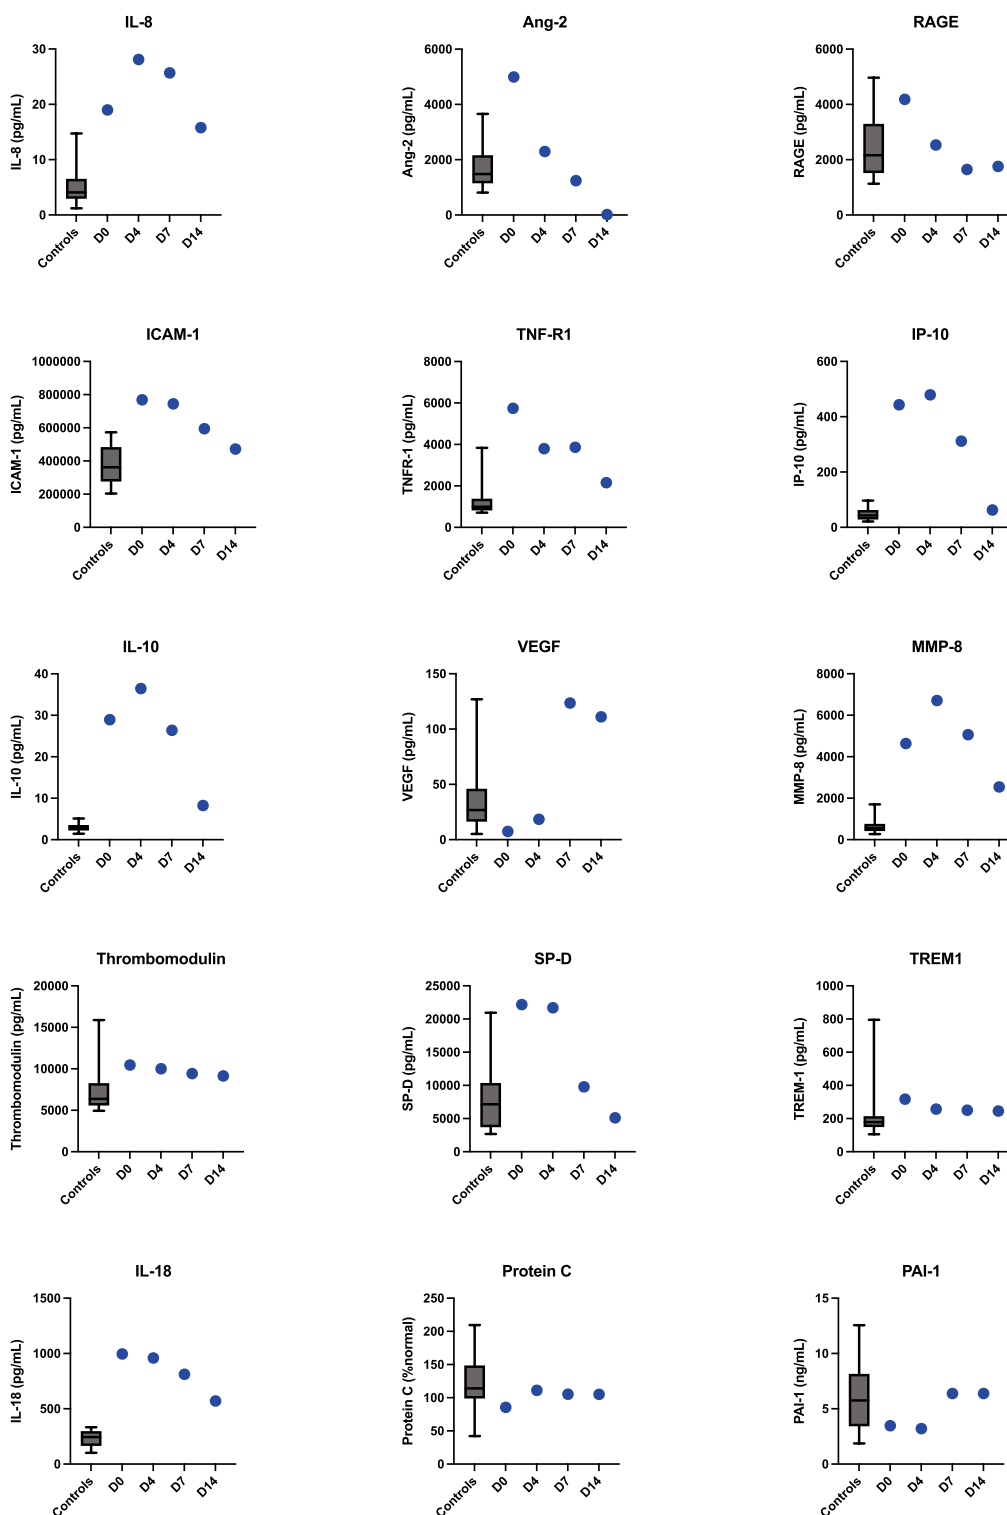 IL-8
IL-8 (pg/mL)
30
20
10
0
Controls
D0
D4
D7
D14
Ang-2
Ang-2 (pg/mL)
6000
4000
2000
0
Controls
D0
D4
D7
D14
RAGE
RAGE (pg/mL)
6000
4000
2000
0
Controls
D0
D4
D7
D14
ICAM-1
ICAM-1 (pg/mL)
1000000
800000
600000
400000
200000
0
Controls
D0
D4
D7
D14
TNF-R1
TNFR-1 (pg/mL)
8000
6000
4000
2000
0
Controls
D0
D4
D7
D14
IP-10
IP-10 (pg/mL)
600
400
200
0
Controls
D0
D4
D7
D14
IL-10
IL-10 (pg/mL)
40
30
20
10
0
Controls
D0
D4
D7
D14
VEGF
VEGF (pg/mL)
150
100
50
0
Controls
D0
D4
D7
D14
MMP-8
MMP-8 (pg/mL)
8000
6000
4000
2000
0
Controls
D0
D4
D7
D14
Thrombomodulin
Thrombomodulin (pg/mL)
20000
15000
10000
5000
0
Controls
D0
D4
D7
D14
SP-D
SP-D (pg/mL)
25000
20000
15000
10000
5000
0
Controls
D0
D4
D7
D14
TREM1
TREM-1 (pg/mL)
1000
800
600
400
200
0
Controls
D0
D4
D7
D14
IL-18
IL-18 (pg/mL)
1500
1000
500
0
Controls
D0
D4
D7
D14
Protein C
Protein C (%normal)
250
200
150
100
50
0
Controls
D0
D4
D7
D14
PAI-1
PAI-1 (ng/mL)
15
10
5
0
Controls
D0
D4
D7
D14